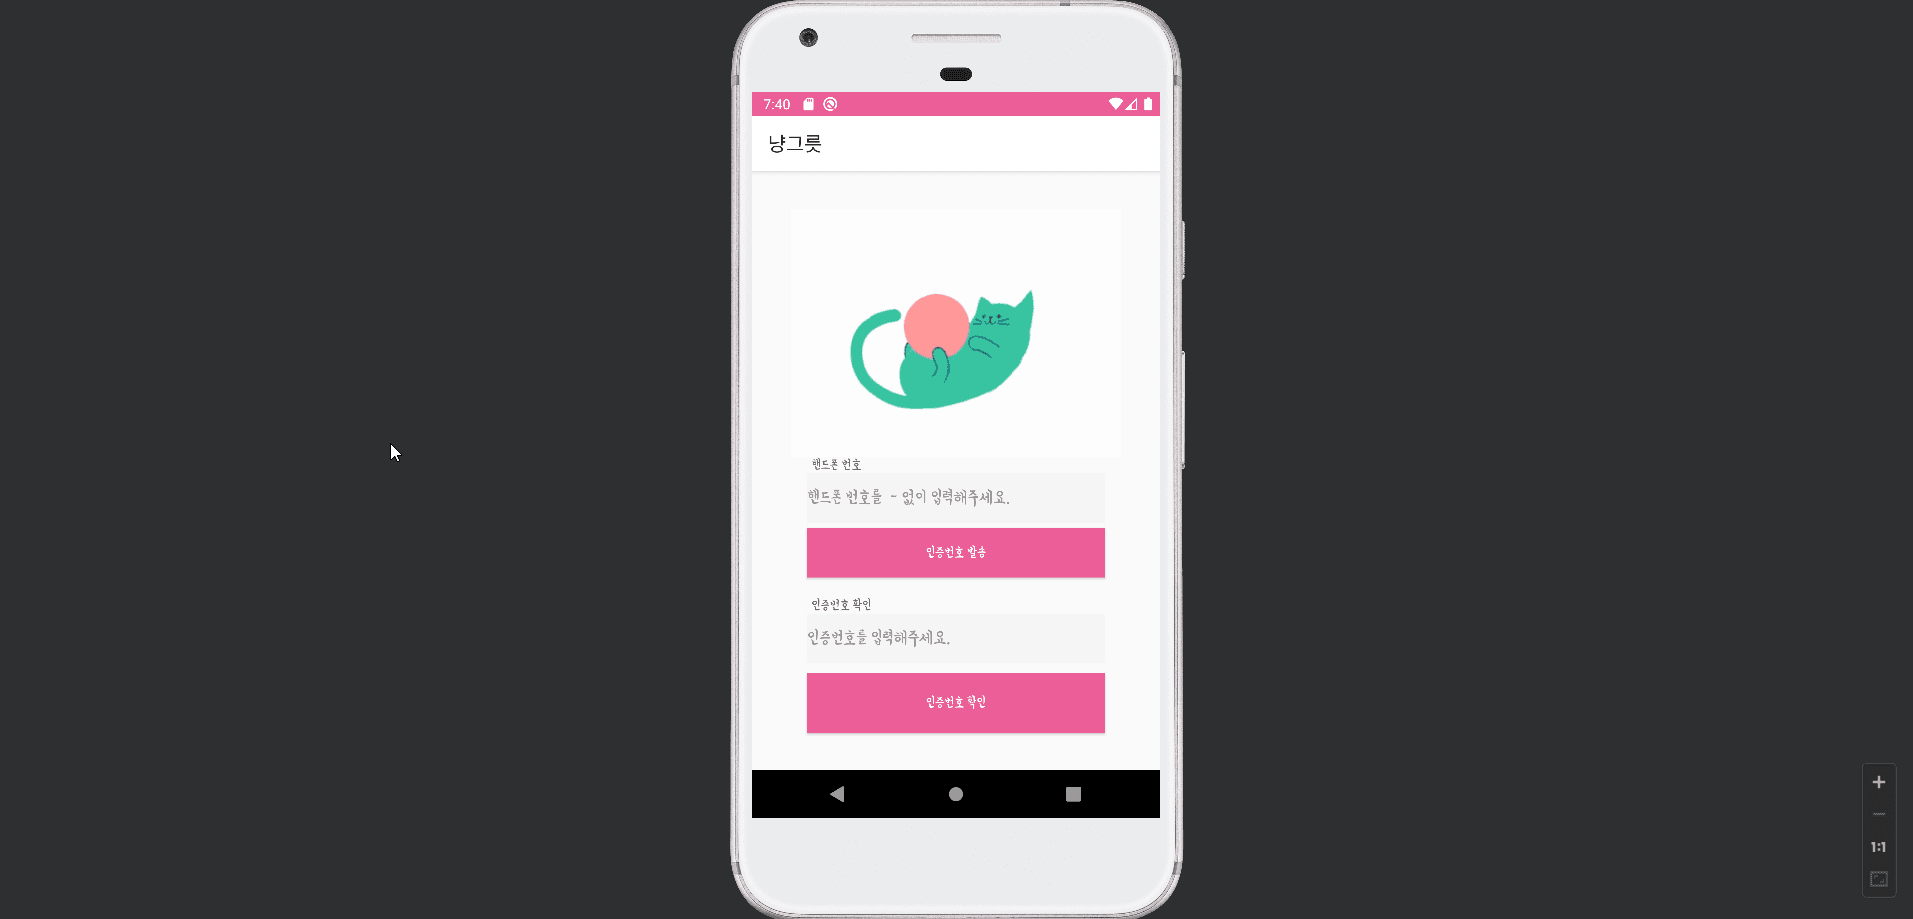 7:40
냥그릇
핸드폰 번호
핸드폰 번호를 - 없이 입력해주세요.
인증번호 발송
인증번호 확인
인증번호를 입력해주세요.
인증번호 확인
1:1